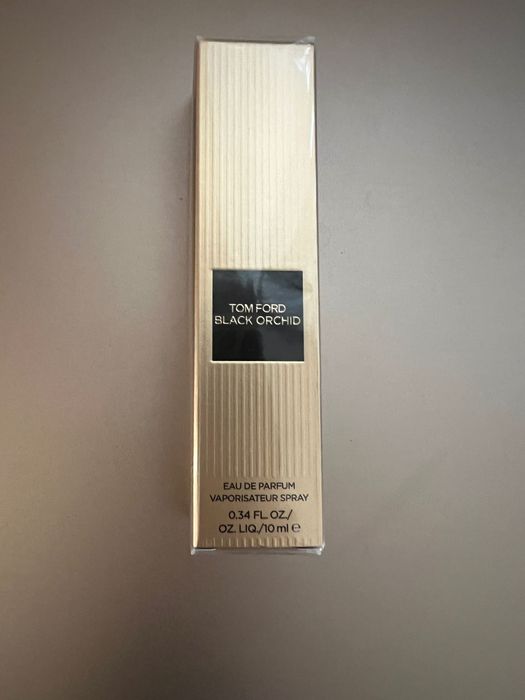 TOM FORD
BLACK ORCHID
EAU DE PARFUM
VAPORISATEUR SPRAY
0.34 FL. OZ./
OZ. LIQ./10 ml ℮